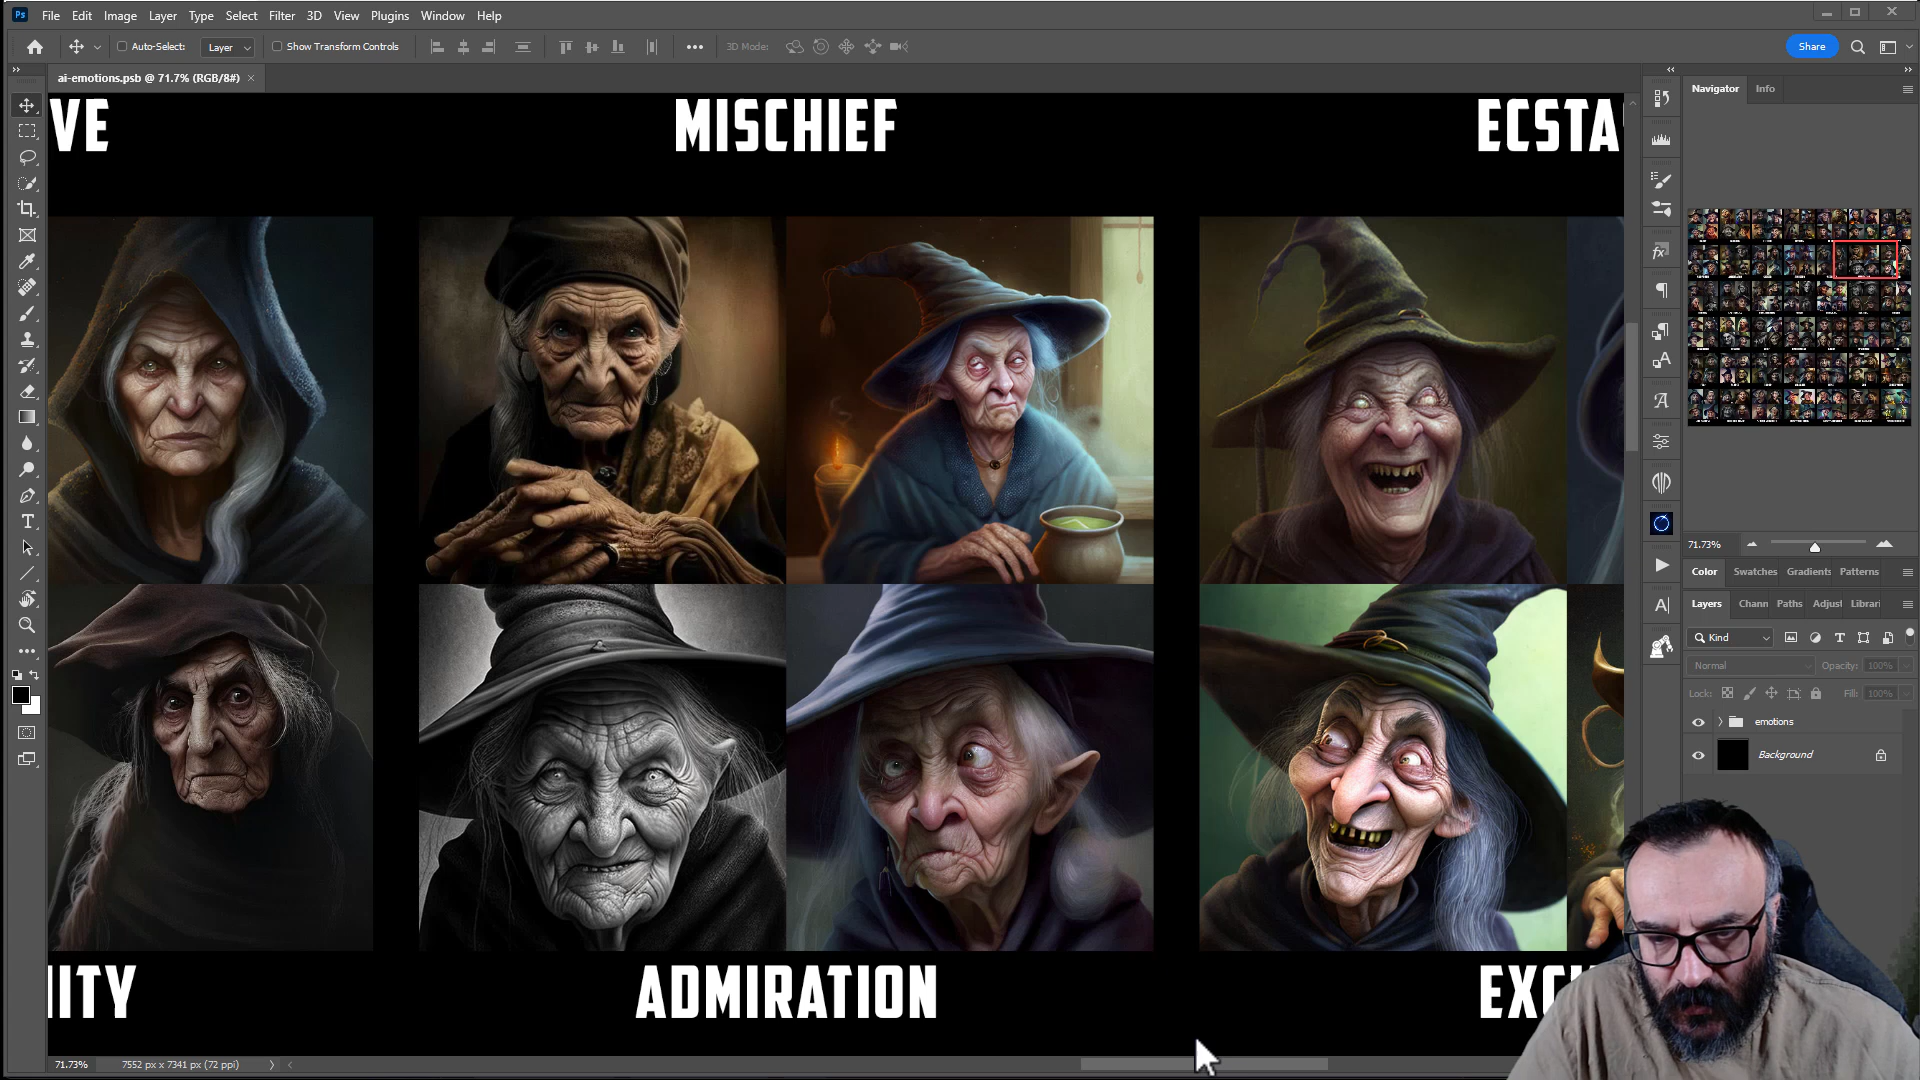 Ps File Edit Image Layer Type Select Filter 3D View Plugins Window Help
Auto-Select: Layer Show Transform Controls 3D Mode: Share
ai-emotions.psb @ 71.7% (RGB/8#) ×
Navigator Info
VE MISCHIEF ECSTA
71.73%
Color Swatches Gradients Patterns
Layers Chann Paths Adjust Librari
Kind
Normal Opacity: 100%
Lock: Fill: 100%
emotions
Background
ITY ADMIRATION EXC
71.73% 7552 px x 7341 px (72 ppi)